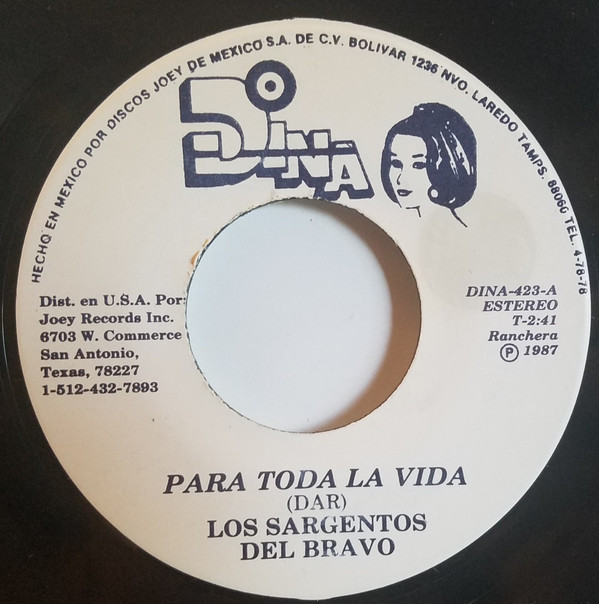 HECHO EN MEXICO POR DISCOS JOEY DE MEXICO S.A. DE C.V. BOLIVAR 1236 NVO. LAREDO TAMPS. 88060 TEL. 4-78-78
DINA
Dist. en U.S.A. Por:
Joey Records Inc.
6703 W. Commerce
San Antonio,
Texas, 78227
1-512-432-7893
DINA-423-A
ESTEREO
T-2:41
Ranchera
Ⓟ 1987
PARA TODA LA VIDA
(DAR)
LOS SARGENTOS
DEL BRAVO